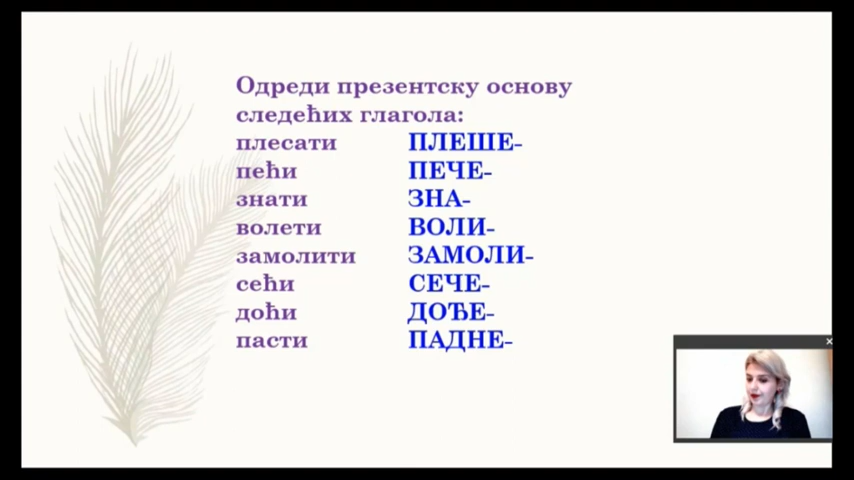 Одреди презентску основу
следећих глагола:
плесати ПЛЕШЕ-
пећи ПЕЧЕ-
знати ЗНА-
волети ВОЛИ-
замолити ЗАМОЛИ-
сећи СЕЧЕ-
доћи ДОЂЕ-
пасти ПАДНЕ-